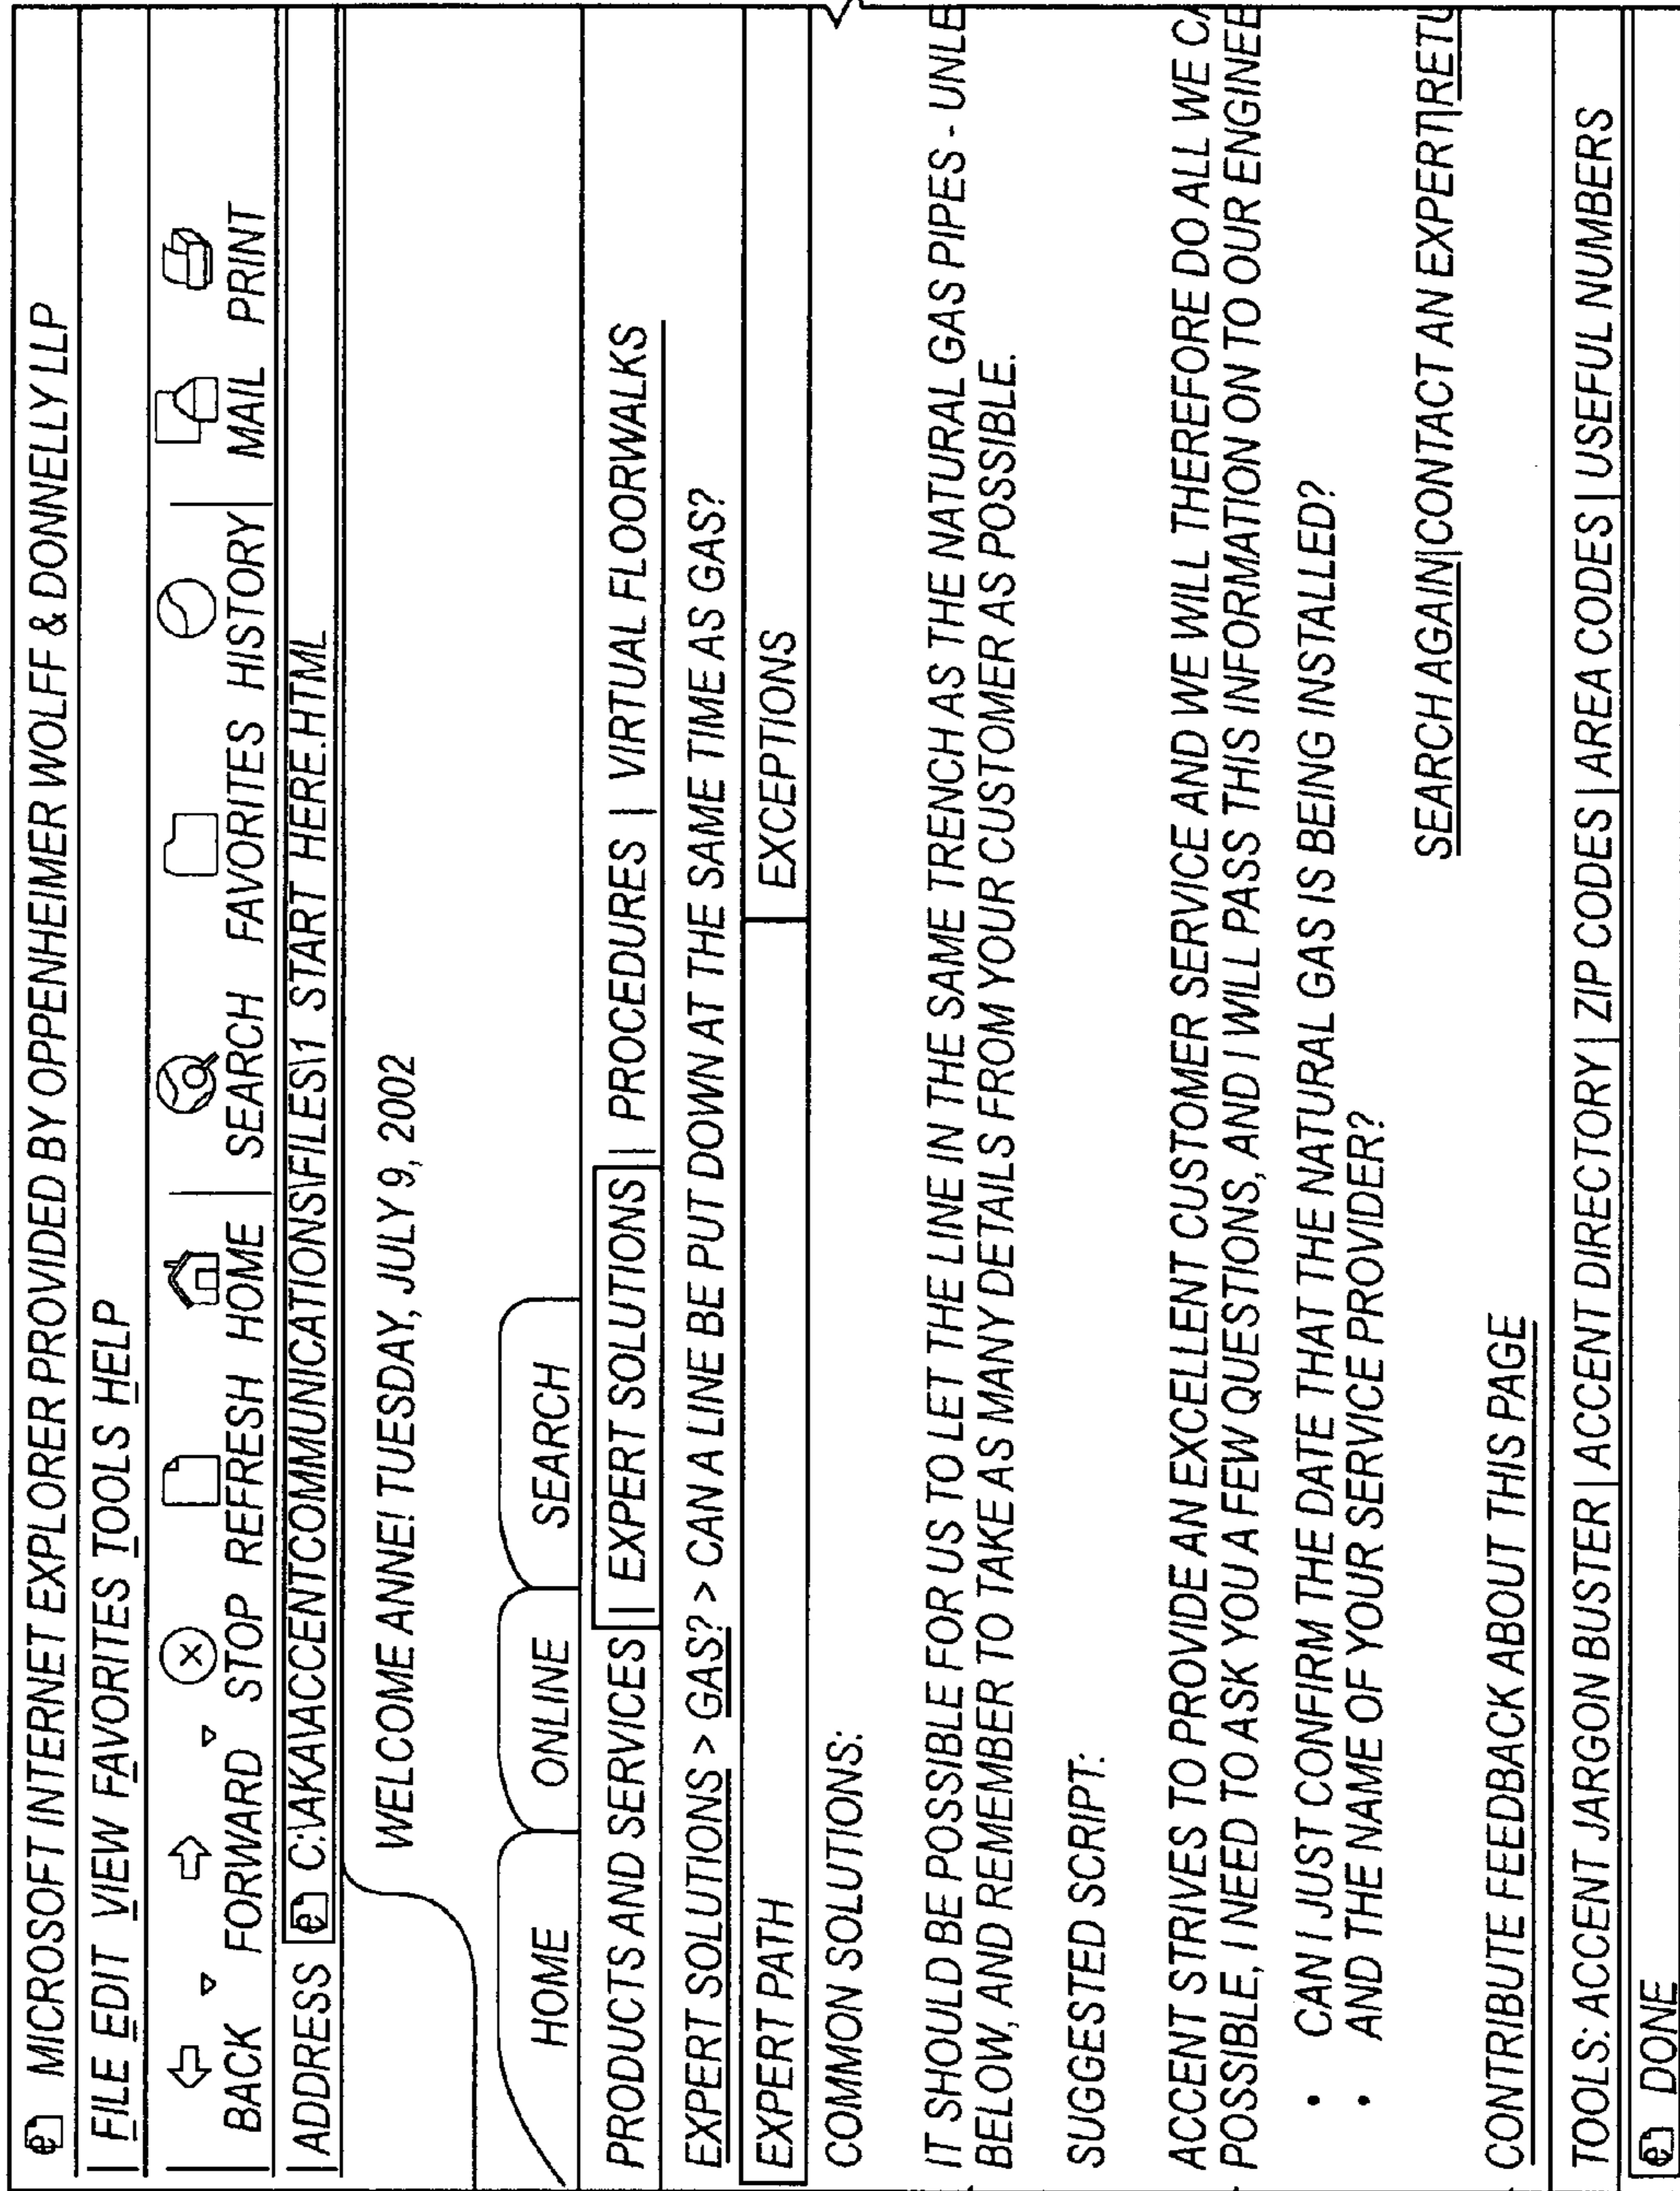 MICROSOFT INTERNET EXPLORER PROVIDED BY OPPENHEIMER WOLFF & DONNELLY LLP
FILE EDIT VIEW FAVORITES TOOLS HELP
BACK FORWARD STOP REFRESH HOME SEARCH FAVORITES HISTORY MAIL PRINT
ADDRESS C:\AKA\ACCENTCOMMUNICATIONS\FILES\1 START HERE.HTML
WELCOME ANNE! TUESDAY, JULY 9, 2002
HOME ONLINE SEARCH
PRODUCTS AND SERVICES | EXPERT SOLUTIONS | PROCEDURES | VIRTUAL FLOORWALKS
EXPERT SOLUTIONS > GAS? > CAN A LINE BE PUT DOWN AT THE SAME TIME AS GAS?
EXPERT PATH EXCEPTIONS
COMMON SOLUTIONS:
IT SHOULD BE POSSIBLE FOR US TO LET THE LINE IN THE SAME TRENCH AS THE NATURAL GAS PIPES - UNLE
BELOW, AND REMEMBER TO TAKE AS MANY DETAILS FROM YOUR CUSTOMER AS POSSIBLE.
SUGGESTED SCRIPT:
ACCENT STRIVES TO PROVIDE AN EXCELLENT CUSTOMER SERVICE AND WE WILL THEREFORE DO ALL WE CA
POSSIBLE, I NEED TO ASK YOU A FEW QUESTIONS, AND I WILL PASS THIS INFORMATION ON TO OUR ENGINEE
• CAN I JUST CONFIRM THE DATE THAT THE NATURAL GAS IS BEING INSTALLED?
• AND THE NAME OF YOUR SERVICE PROVIDER?
SEARCH AGAIN|CONTACT AN EXPERT|RETU
CONTRIBUTE FEEDBACK ABOUT THIS PAGE
TOOLS: ACCENT JARGON BUSTER | ACCENT DIRECTORY | ZIP CODES | AREA CODES | USEFUL NUMBERS
DONE